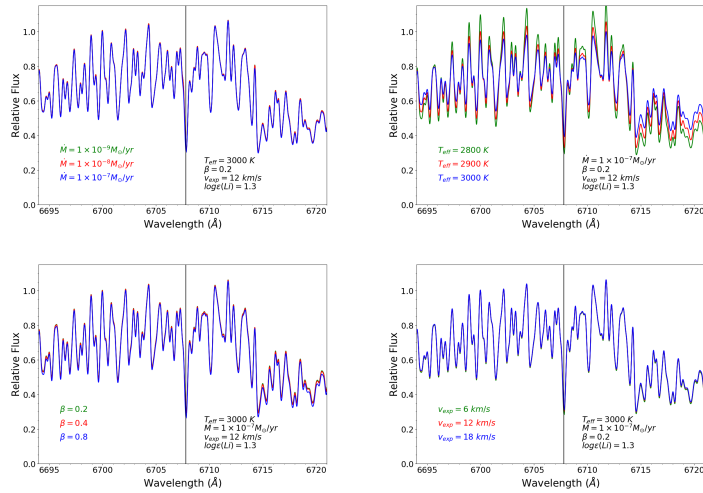 1.0
0.8
0.6
0.4
0.2
0.0
Relative Flux
Ṁ = 1 × 10⁻⁹M⊙/yr
Ṁ = 1 × 10⁻⁸M⊙/yr
Ṁ = 1 × 10⁻⁷M⊙/yr
T_eff = 3000 K
β = 0.2
v_exp = 12 km/s
logε(Li) = 1.3
6695 6700 6705 6710 6715 6720
Wavelength (Å)
1.0
0.8
0.6
0.4
0.2
0.0
Relative Flux
T_eff = 2800 K
T_eff = 2900 K
T_eff = 3000 K
Ṁ = 1 × 10⁻⁷M⊙/yr
β = 0.2
v_exp = 12 km/s
logε(Li) = 1.3
6695 6700 6705 6710 6715 6720
Wavelength (Å)
1.0
0.8
0.6
0.4
0.2
0.0
Relative Flux
β = 0.2
β = 0.4
β = 0.8
T_eff = 3000 K
Ṁ = 1 × 10⁻⁷M⊙/yr
v_exp = 12 km/s
logε(Li) = 1.3
6695 6700 6705 6710 6715 6720
Wavelength (Å)
1.0
0.8
0.6
0.4
0.2
0.0
Relative Flux
v_exp = 6 km/s
v_exp = 12 km/s
v_exp = 18 km/s
T_eff = 3000 K
Ṁ = 1 × 10⁻⁷M⊙/yr
β = 0.2
logε(Li) = 1.3
6695 6700 6705 6710 6715 6720
Wavelength (Å)